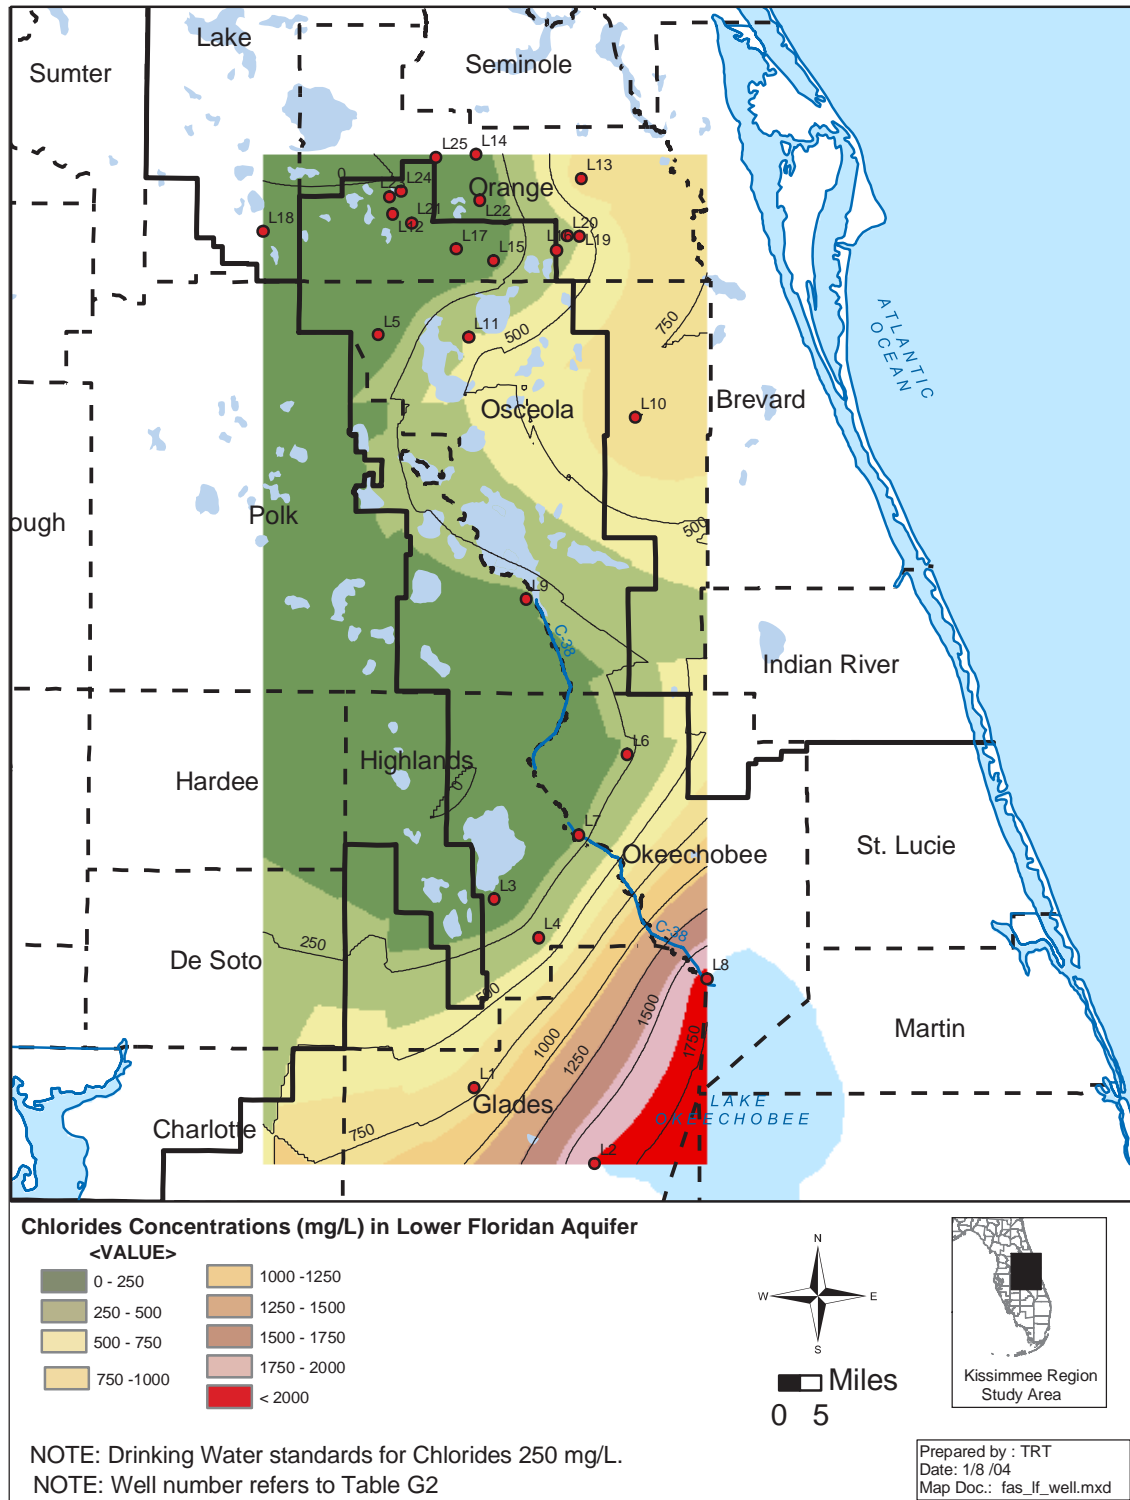 Lake
Sumter
Seminole
L25
L14
L13
0
Orange
L23
L24
L22
L21
L12
L18
L20
L16
L19
L17
L15
L5
L11
500
750
ATLANTIC
OCEAN
Osceola
L10
Brevard
ough
Polk
500
L9
C-38
Indian River
Highlands
L6
Hardee
0
L7
Okeechobee
St. Lucie
L3
L4
C-38
250
De Soto
L8
500
1500
Martin
1000
1750
1250
L1
Glades
LAKE
OKEECHOBEE
Charlotte
750
L2
Chlorides Concentrations (mg/L) in Lower Floridan Aquifer
<VALUE>
0 - 250
250 - 500
500 - 750
750 -1000
1000 -1250
1250 - 1500
1500 - 1750
1750 - 2000
< 2000
N
W
E
S
Miles
0 5
Kissimmee Region
Study Area
NOTE: Drinking Water standards for Chlorides 250 mg/L.
NOTE: Well number refers to Table G2
Prepared by : TRT
Date: 1/8 /04
Map Doc.: fas_lf_well.mxd